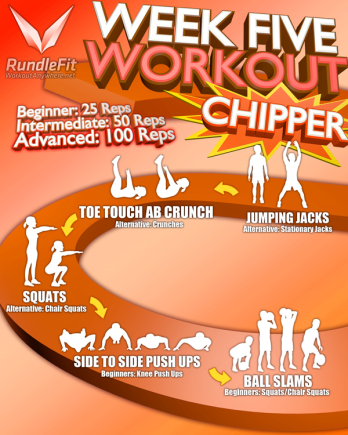 RundleFit
WEEK FIVE
WORKOUT
CHIPPER
Beginner: 25 Reps
Intermediate: 50 Reps
Advanced: 100 Reps
JUMPING JACKS
Alternative: Stationary Jacks
TOE TOUCH AB CRUNCH
Alternative: Crunches
SQUATS
Alternative: Chair Squats
SIDE TO SIDE PUSH UPS
Beginners: Knee Push Ups
BALL SLAMS
Beginners: Squats/Chair Squats